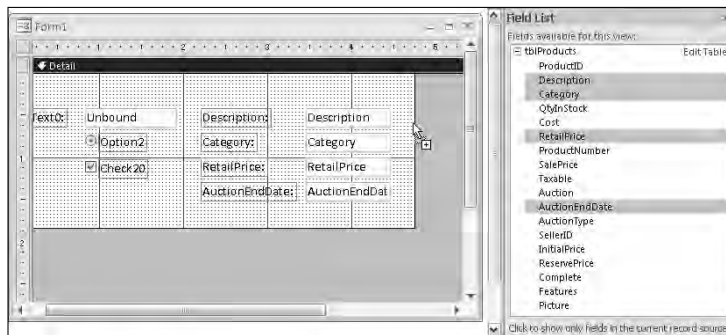 Form1
Detail
Text0: Unbound Description: Description
Option2 Category: Category
Check20 RetailPrice: RetailPrice
AuctionEndDate: AuctionEndDat
Field List
Fields available for this view:
tblProducts Edit Table
ProductID
Description
Category
QtyInStock
Cost
RetailPrice
ProductNumber
SalePrice
Taxable
Auction
AuctionEndDate
AuctionType
SellerID
InitialPrice
ReservePrice
Complete
Features
Picture
Click to show only fields in the current record source